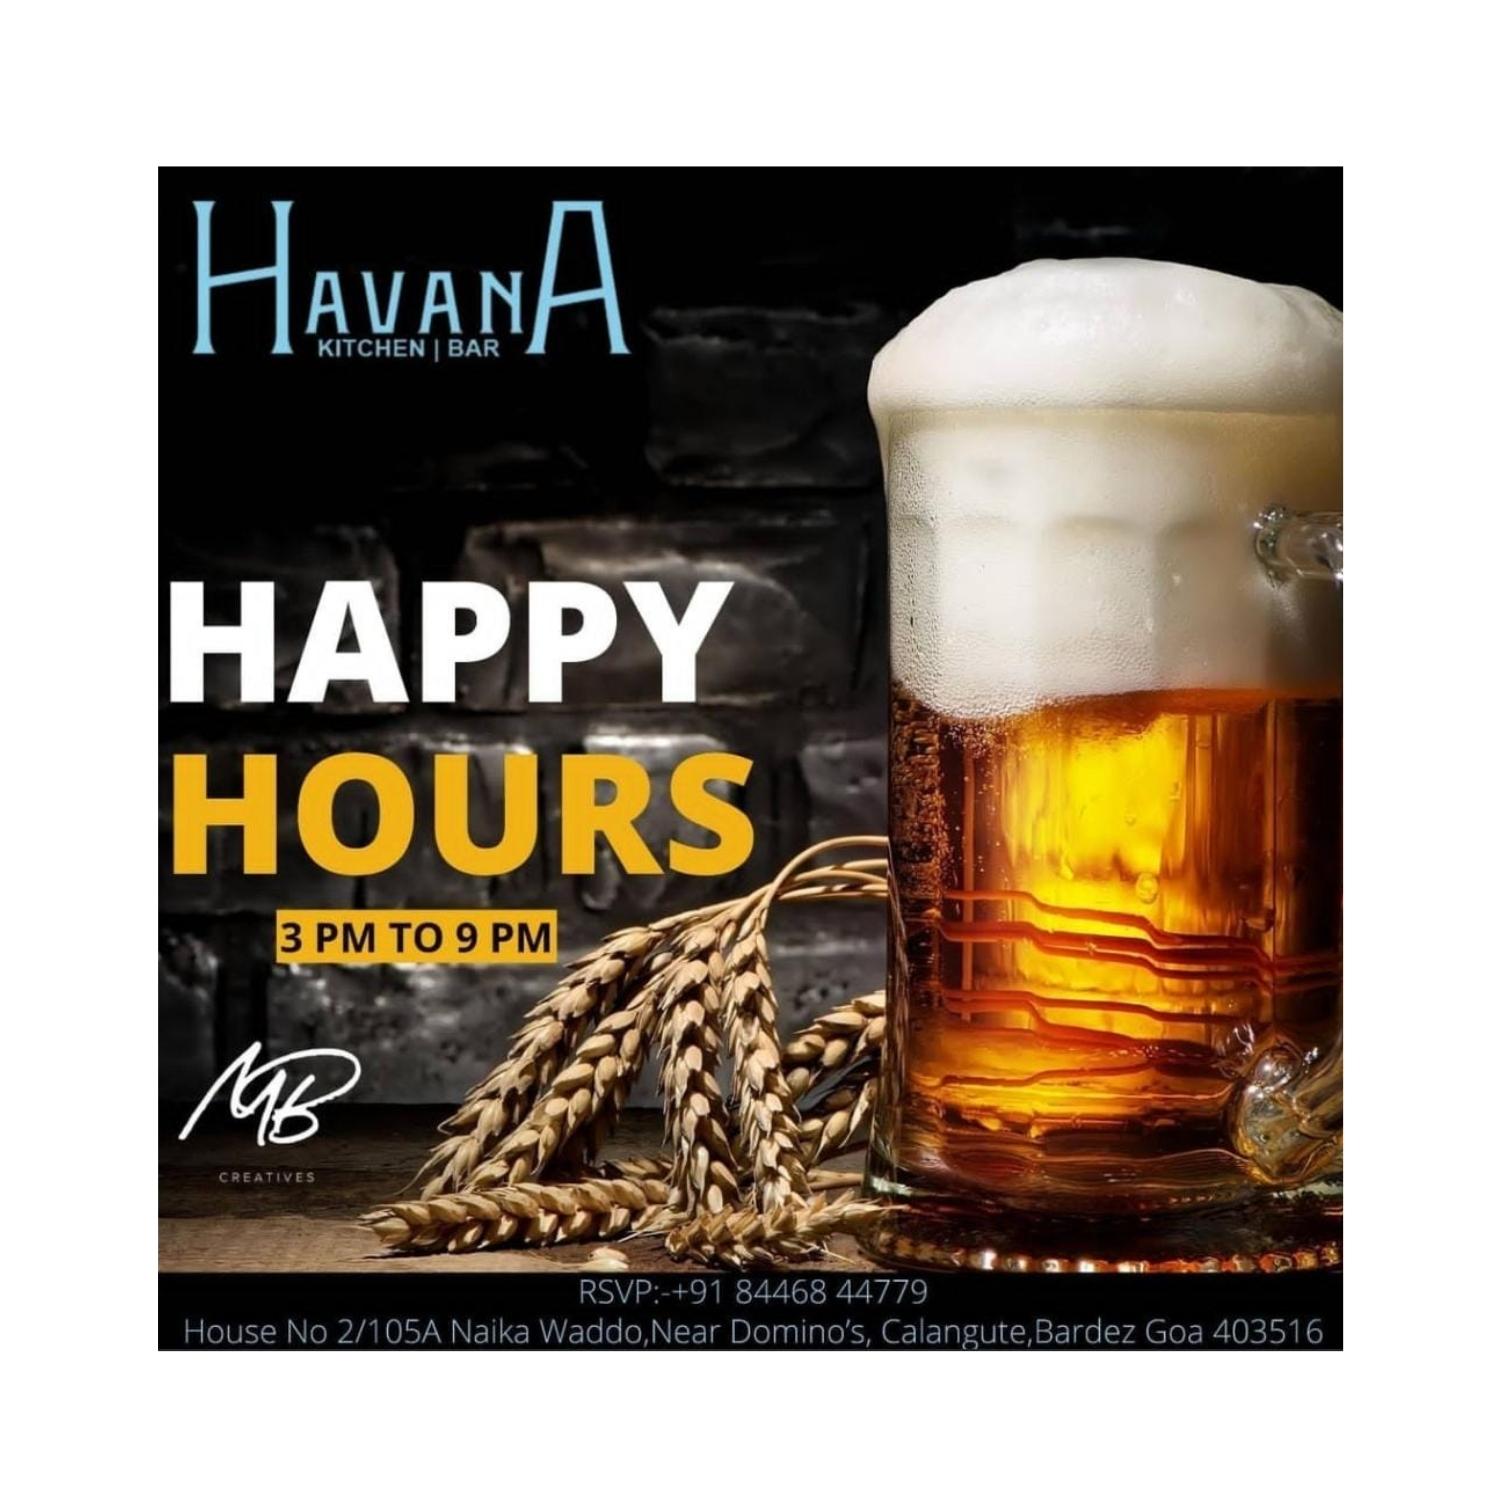 HAVANA
KITCHEN | BAR
HAPPY
HOURS
3 PM TO 9 PM
MB
CREATIVES
RSVP:-+91 84468 44779
House No 2/105A Naika Waddo,Near Domino's, Calangute,Bardez Goa 403516